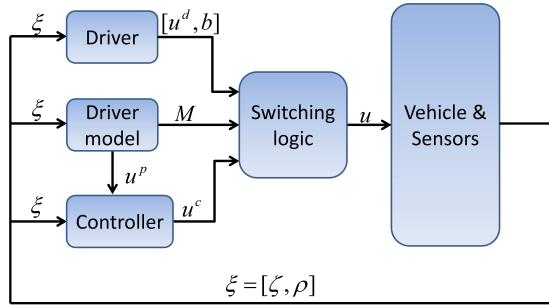 ξ
Driver
[u^d, b]
ξ
Driver
model
M
u^p
ξ
Controller
u^c
Switching
logic
u
Vehicle &
Sensors
ξ = [ζ, ρ]